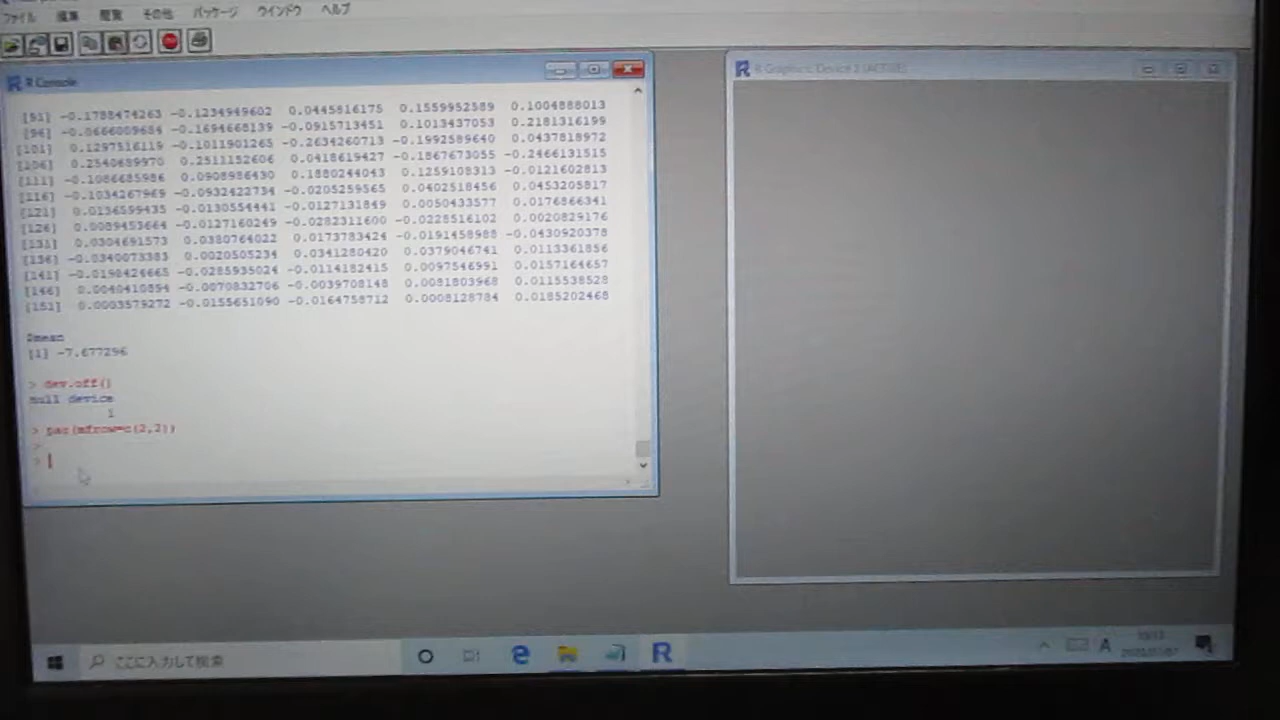 ファイル 編集 閲覧 その他 パッケージ ウインドウ ヘルプ
R Console
R Graphics: Device 2 (ACTIVE)
[91] -0.1788474263 -0.1234949602 0.0445816175 0.1559952589 0.1004888013
[96] -0.0666009684 -0.1694668139 -0.0915713451 0.1013437053 0.2181316199
[101] 0.1297516119 -0.1011901265 -0.2634260713 -0.1992589640 0.0437818972
[106] 0.2540689970 0.2511152606 0.0418619427 -0.1867673055 -0.2466131515
[111] -0.1086685986 0.0908986430 0.1880244043 0.1259108313 -0.0121602813
[116] -0.1034267969 -0.0932422734 -0.0205259565 0.0402518456 0.0453205817
[121] 0.0136599435 -0.0130554441 -0.0127131849 0.0050433577 0.0176866341
[126] 0.0089453664 -0.0127160249 -0.0282311600 -0.0228516102 0.0020829176
[131] 0.0304691573 0.0380764022 0.0173783424 -0.0191458988 -0.0430920378
[136] -0.0340073383 0.0020505234 0.0341280420 0.0379046741 0.0113361856
[141] -0.0198424665 -0.0285935024 -0.0114182415 0.0097546991 0.0157164657
[146] 0.0040410894 -0.0070832706 -0.0039708148 0.0081803968 0.0115538528
[151] 0.0003579272 -0.0155651090 -0.0164758712 0.0008128784 0.0185202468
$mean
[1] -7.677296
> dev.off()
null device
1
> par(mfrow=c(2,2))
>
>
ここに入力して検索
A